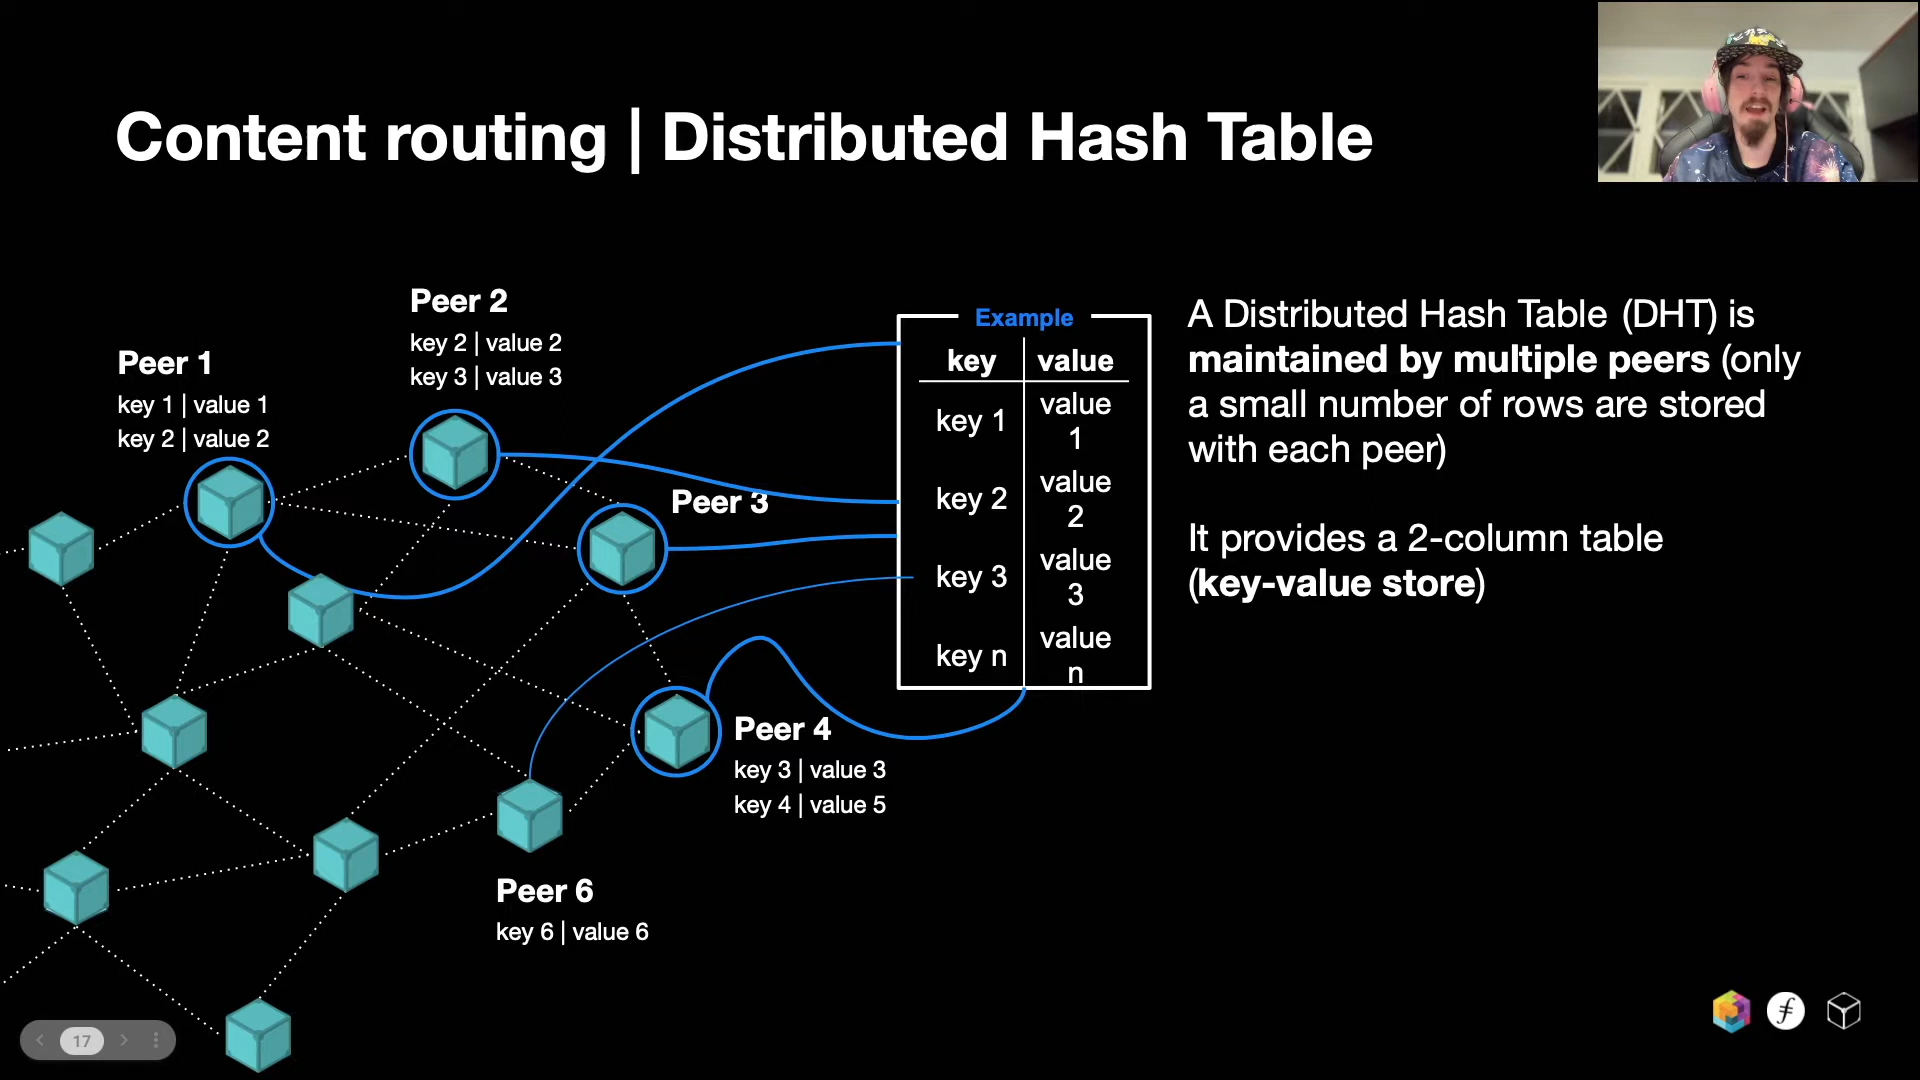 Content routing | Distributed Hash Table
Peer 1
key 1 | value 1
key 2 | value 2
Peer 2
key 2 | value 2
key 3 | value 3
Peer 3
Peer 4
key 3 | value 3
key 4 | value 5
Peer 6
key 6 | value 6
Example
key value
key 1 value 1
key 2 value 2
key 3 value 3
key n value n
A Distributed Hash Table (DHT) is
maintained by multiple peers (only
a small number of rows are stored
with each peer)
It provides a 2-column table
(key-value store)
17